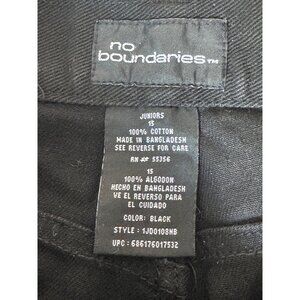 no
boundaries™
JUNIORS
15
100% COTTON
MADE IN BANGLADESH
SEE REVERSE FOR CARE
RN # 55356
15
100% ALGODON
HECHO EN BANGLADESH
VE EL REVERSO PARA
EL CUIDADO
COLOR: BLACK
STYLE : 1JD0108NB
UPC : 686176017532